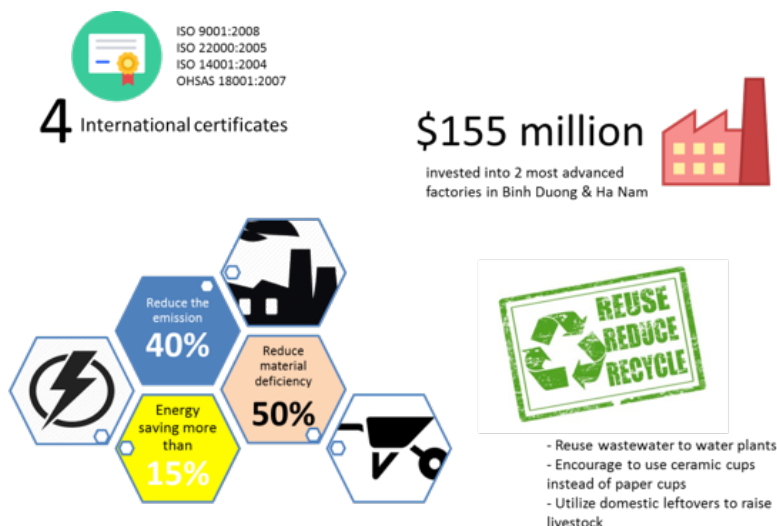 ISO 9001:2008
ISO 22000:2005
ISO 14001:2004
OHSAS 18001:2007
4 International certificates
$155 million
invested into 2 most advanced
factories in Binh Duong & Ha Nam
Reduce the
emission
40%
Reduce
material
deficiency
50%
Energy
saving more
than
15%
REUSE
REDUCE
RECYCLE
- Reuse wastewater to water plants
- Encourage to use ceramic cups
instead of paper cups
- Utilize domestic leftovers to raise
livestock